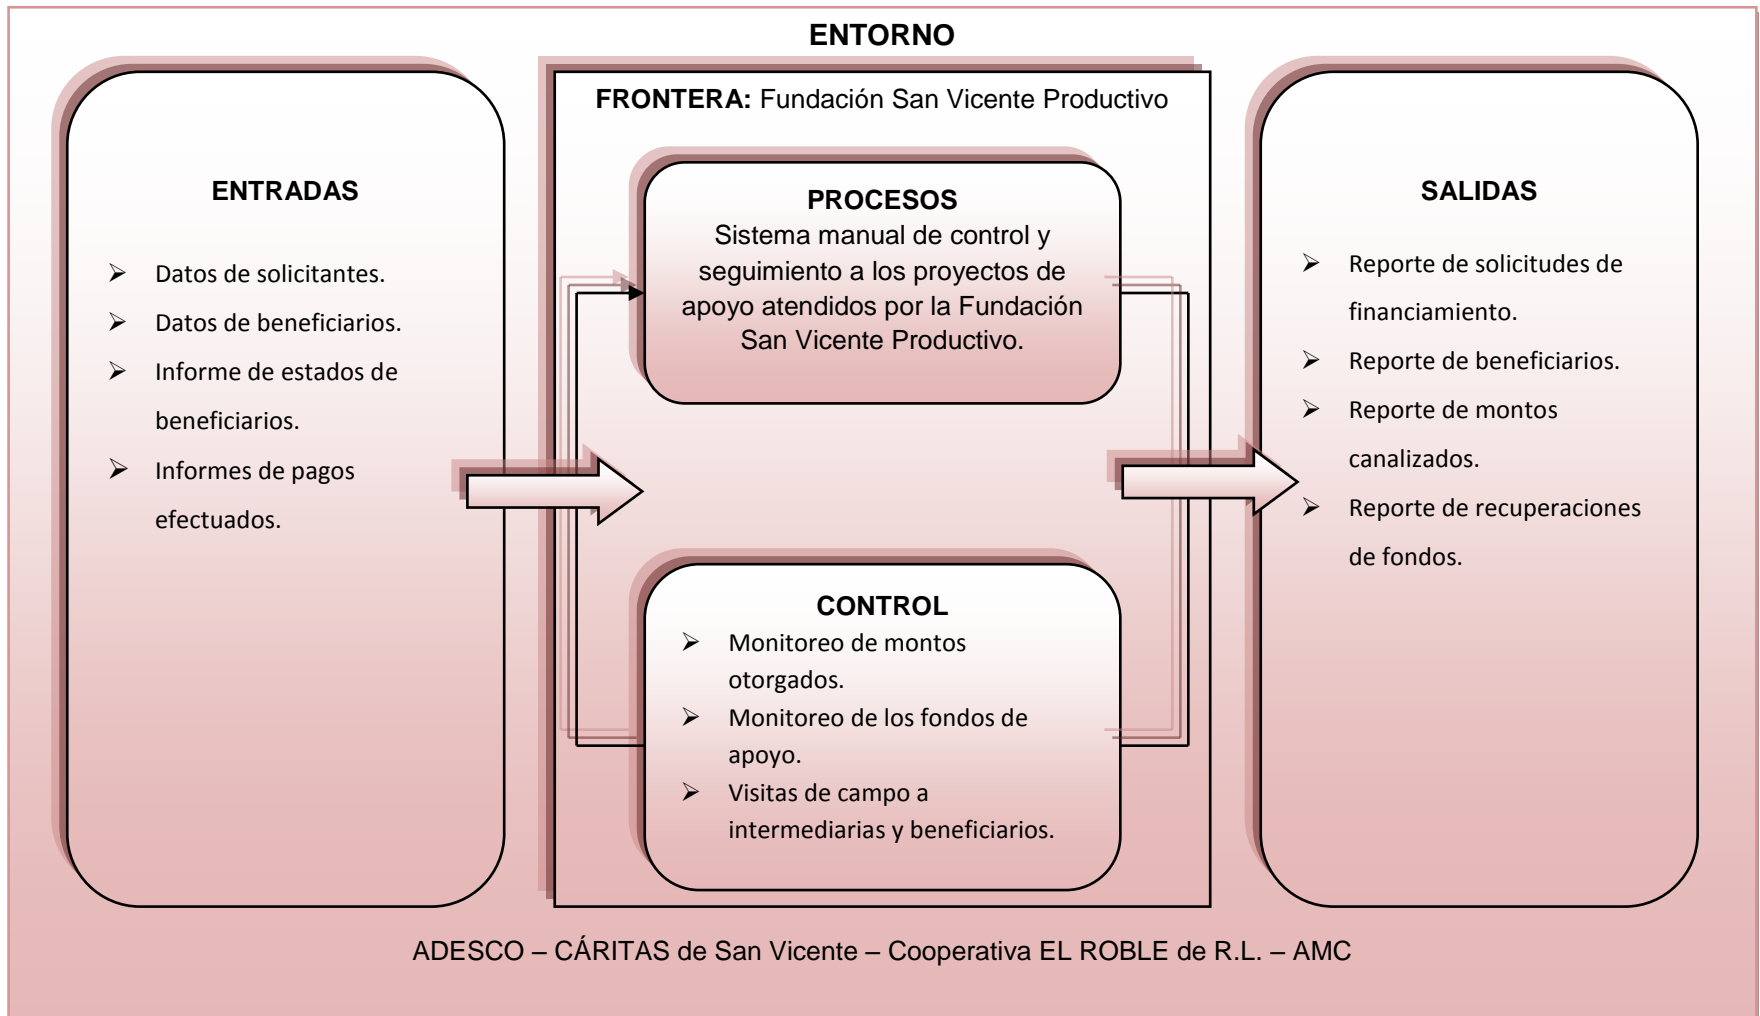 ENTORNO
ENTRADAS
➢ Datos de solicitantes.
➢ Datos de beneficiarios.
➢ Informe de estados de
beneficiarios.
➢ Informes de pagos
efectuados.
FRONTERA: Fundación San Vicente Productivo
PROCESOS
Sistema manual de control y
seguimiento a los proyectos de
apoyo atendidos por la Fundación
San Vicente Productivo.
CONTROL
➢ Monitoreo de montos
otorgados.
➢ Monitoreo de los fondos de
apoyo.
➢ Visitas de campo a
intermediarias y beneficiarios.
SALIDAS
➢ Reporte de solicitudes de
financiamiento.
➢ Reporte de beneficiarios.
➢ Reporte de montos
canalizados.
➢ Reporte de recuperaciones
de fondos.
ADESCO – CÁRITAS de San Vicente – Cooperativa EL ROBLE de R.L. – AMC